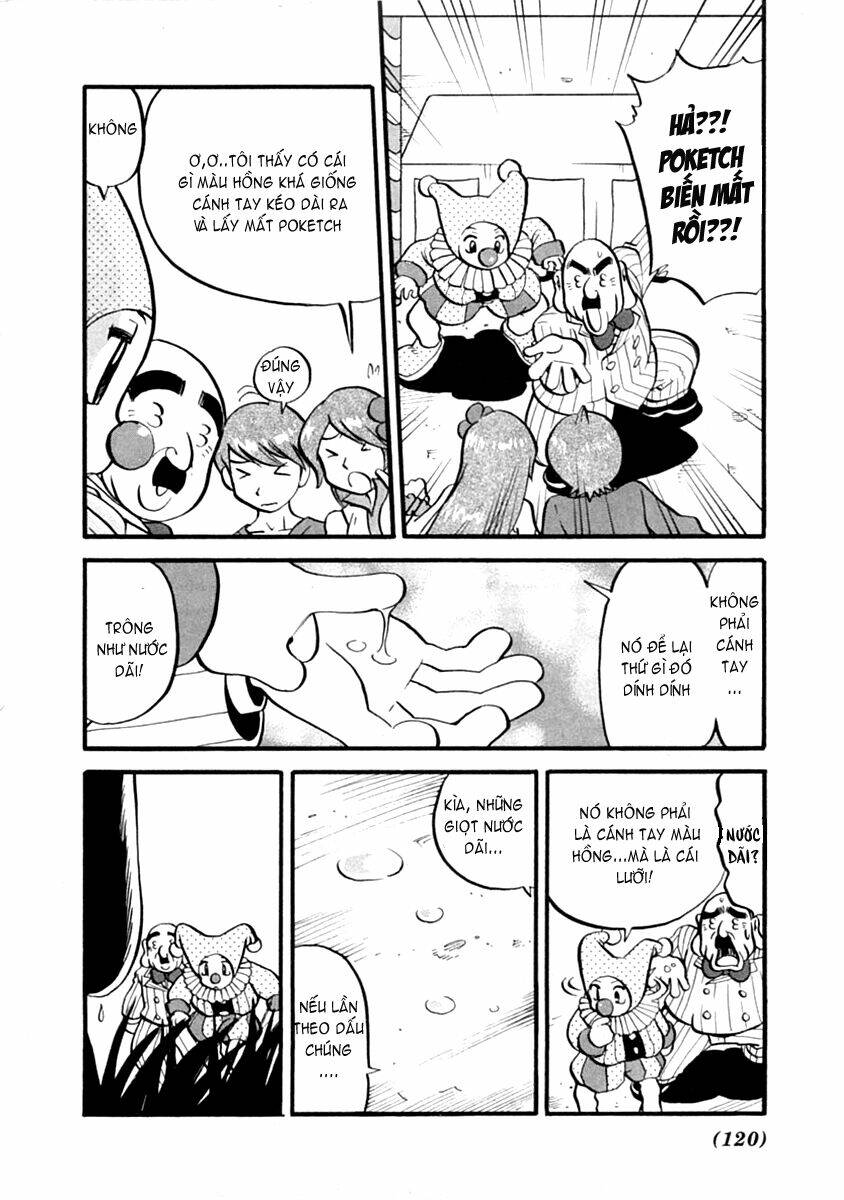 HẢ??!
POKETCH
BIẾN MẤT
RỒI??!
Ơ,Ơ..TÔI THẤY CÓ CÁI
GÌ MÀU HỒNG KHÁ GIỐNG
CÁNH TAY KÉO DÀI RA
VÀ LẤY MẤT POKETCH
ĐÚNG
VẬY
KHÔNG
KHÔNG
PHẢI
CÁNH
TAY
...
NÓ ĐỂ LẠI
THỨ GÌ ĐÓ
DÍNH DÍNH
TRÔNG
NHƯ NƯỚC
DÃI!
NƯỚC
DÃI?
NÓ KHÔNG PHẢI
LÀ CÁNH TAY MÀU
HỒNG...MÀ LÀ CÁI
LƯỠI!
KÌA, NHỮNG
GIỌT NƯỚC
DÃI...
NẾU LẦN
THEO DẤU
CHÚNG
....
(120)